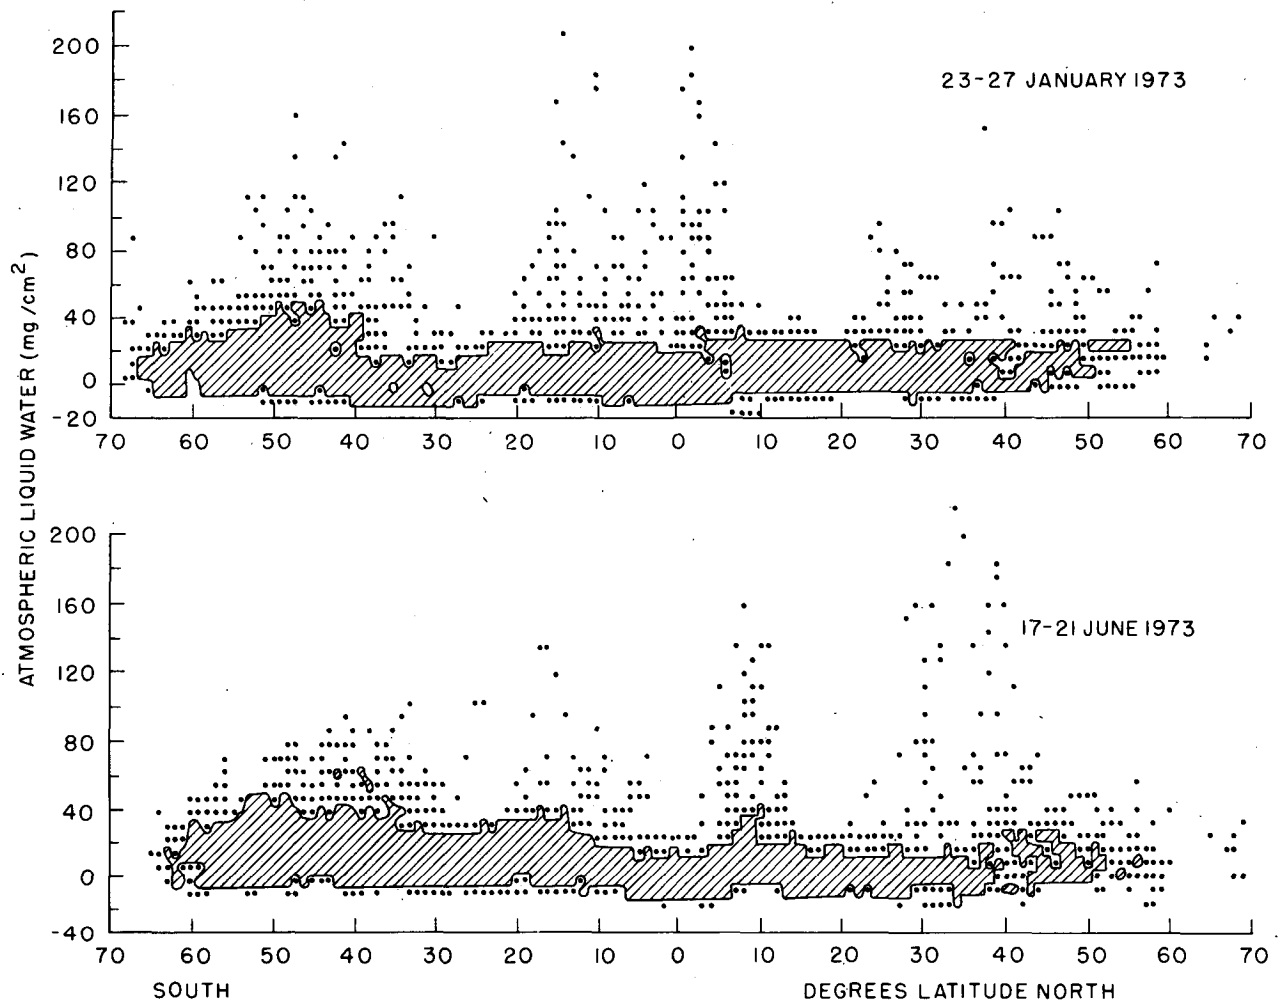 ATMOSPHERIC LIQUID WATER (mg/cm²)
200
160
120
80
40
0
-20
23-27 JANUARY 1973
70 60 50 40 30 20 10 0 10 20 30 40 50 60 70
200
160
120
80
40
0
-40
17-21 JUNE 1973
70 60 50 40 30 20 10 0 10 20 30 40 50 60 70
SOUTH DEGREES LATITUDE NORTH